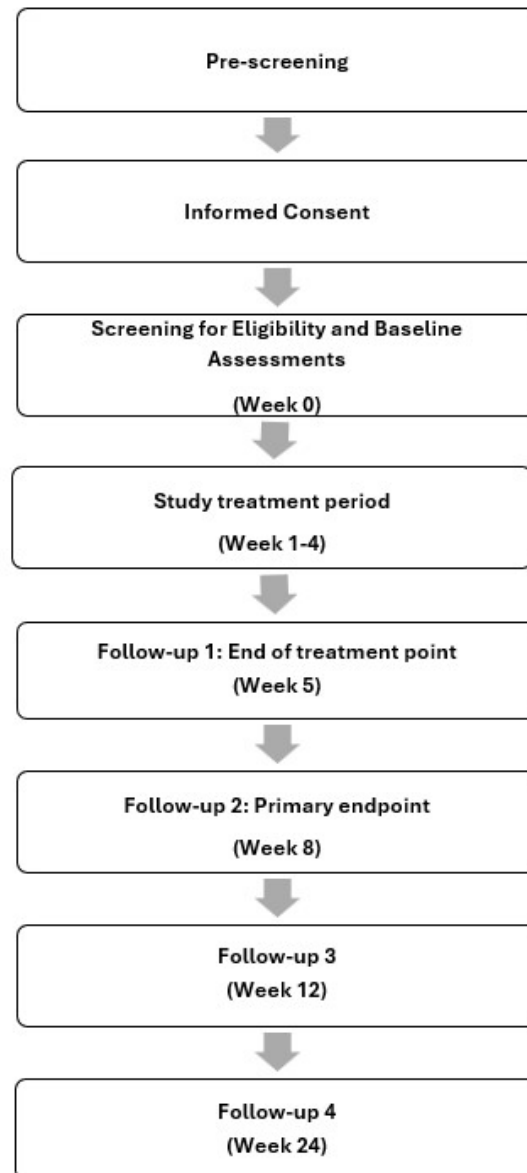 Pre-screening
Informed Consent
Screening for Eligibility and Baseline
Assessments
(Week 0)
Study treatment period
(Week 1-4)
Follow-up 1: End of treatment point
(Week 5)
Follow-up 2: Primary endpoint
(Week 8)
Follow-up 3
(Week 12)
Follow-up 4
(Week 24)